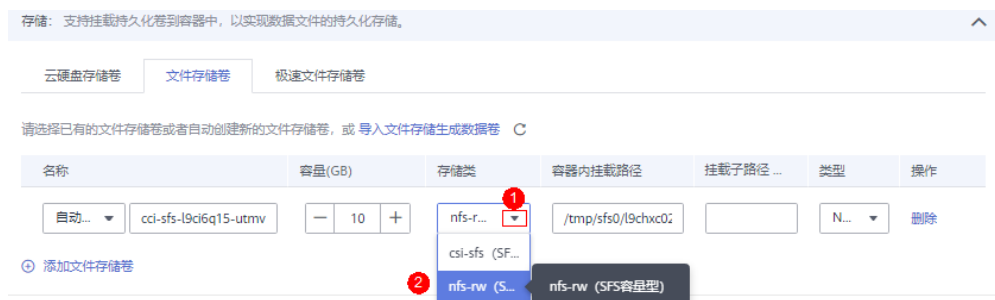 存储： 支持挂载持久化卷到容器中，以实现数据文件的持久化存储。
云硬盘存储卷 文件存储卷 极速文件存储卷
请选择已有的文件存储卷或者自动创建新的文件存储卷，或 导入文件存储生成数据卷
名称 容量(GB) 存储类 容器内挂载路径 挂载子路径 ... 类型 操作
1
自动... cci-sfs-l9ci6q15-utmv — 10 + nfs-r... /tmp/sfs0/l9chxc02 N... 删除
csi-sfs (SF...
添加文件存储卷
2 nfs-rw (S... nfs-rw (SFS容量型)